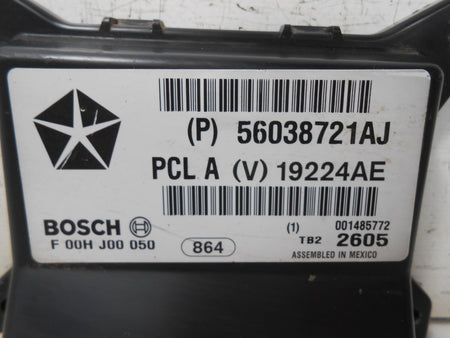 (P) 56038721AJ
PCL A (V) 19224AE
BOSCH
F 00H J00 050
864
(1) 001485772
TB2 2605
ASSEMBLED IN MEXICO